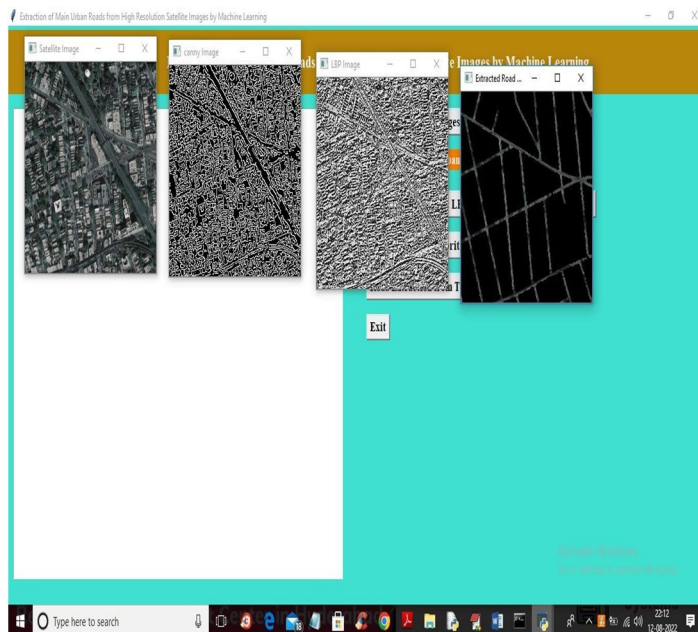 Extraction of Main Urban Roads from High Resolution Satellite Images by Machine Learning
Satellite Image
canny Image
LBP Image
Extracted Road ...
e Images by Machine Learning
Exit
Type here to search
18
22:12
12-08-2022